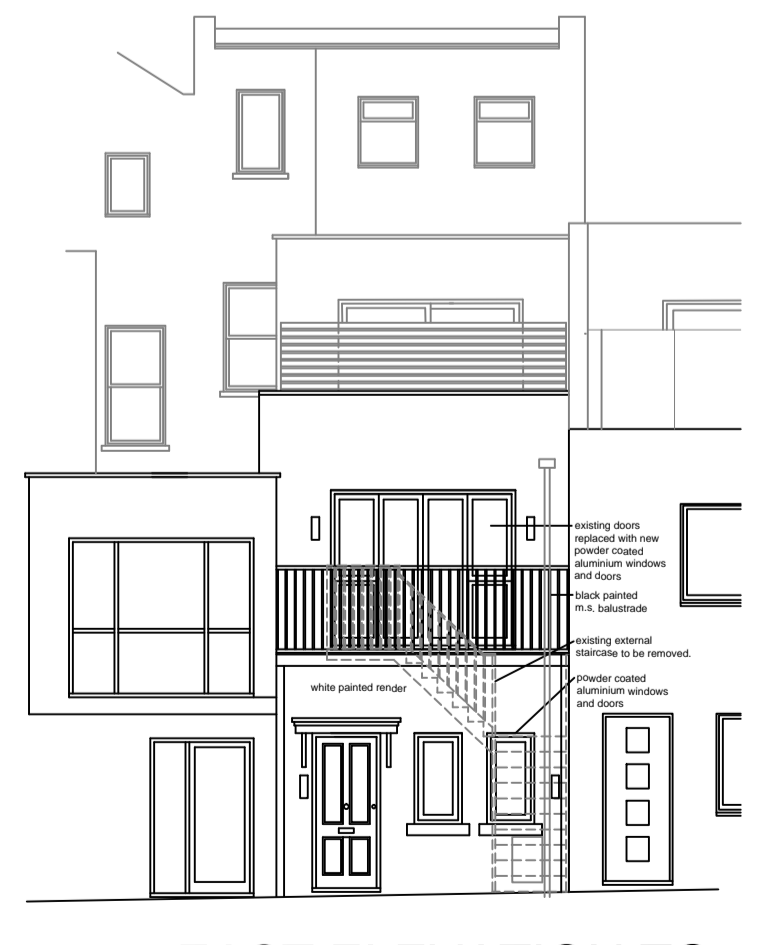 existing doors
replaced with new
powder coated
aluminium windows
and doors
black painted
m.s. balustrade
existing external
staircase to be removed.
white painted render
powder coated
aluminium windows
and doors